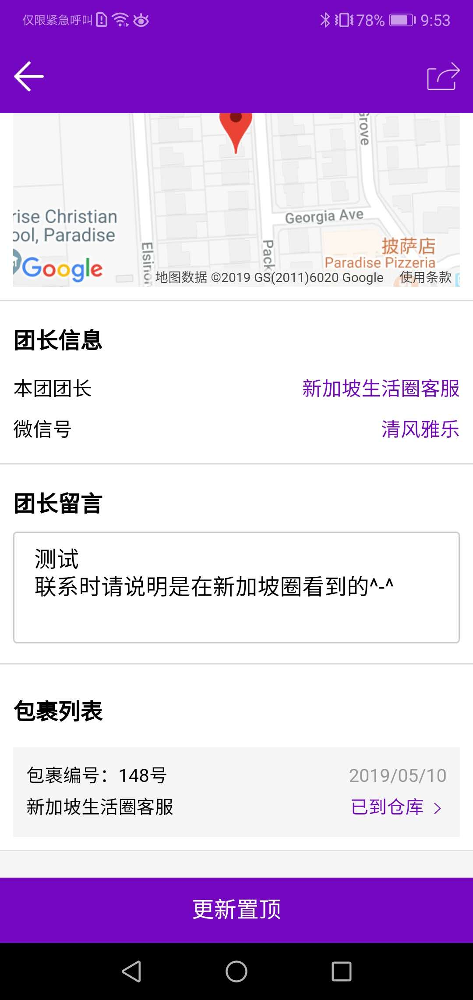 仅限紧急呼叫
78% 9:53
Grove
rise Christian
ool, Paradise
Georgia Ave
披萨店
Paradise Pizzeria
Elsinor
Pack
Google
地图数据 ©2019 GS(2011)6020 Google 使用条款
团长信息
本团团长 新加坡生活圈客服
微信号 清风雅乐
团长留言
测试
联系时请说明是在新加坡圈看到的^-^
包裹列表
包裹编号：148号 2019/05/10
新加坡生活圈客服 已到仓库
更新置顶